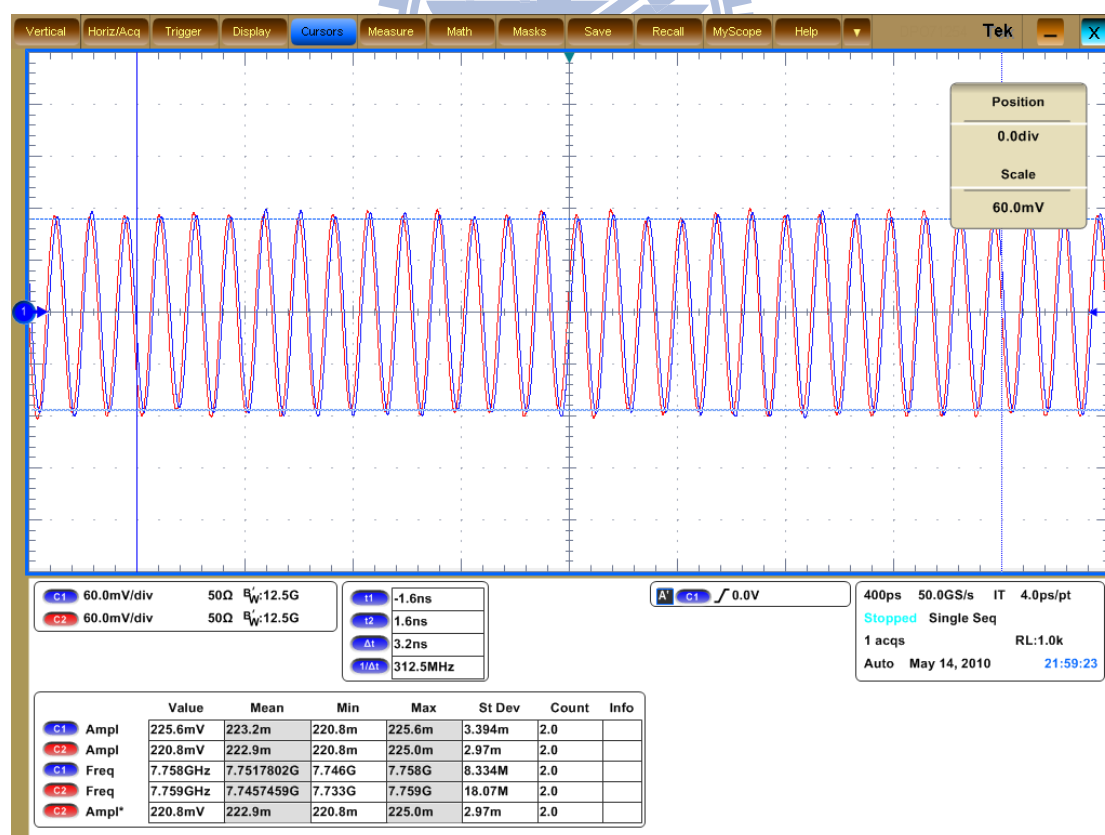 Vertical Horiz/Acq Trigger Display Cursors Measure Math Masks Save Recall MyScope Help ▼ Tek – X
Position
0.0div
Scale
60.0mV
1
C1 60.0mV/div 50Ω B'W:12.5G
C2 60.0mV/div 50Ω B'W:12.5G
t1 -1.6ns
t2 1.6ns
Δt 3.2ns
1/Δt 312.5MHz
A' C1 0.0V
400ps 50.0GS/s IT 4.0ps/pt
Stopped Single Seq
1 acqs RL:1.0k
Auto May 14, 2010 21:59:23
Value Mean Min Max St Dev Count Info
C1 Ampl 225.6mV 223.2m 220.8m 225.6m 3.394m 2.0
C2 Ampl 220.8mV 222.9m 220.8m 225.0m 2.97m 2.0
C1 Freq 7.758GHz 7.7517802G 7.746G 7.758G 8.334M 2.0
C2 Freq 7.759GHz 7.7457459G 7.733G 7.759G 18.07M 2.0
C2 Ampl* 220.8mV 222.9m 220.8m 225.0m 2.97m 2.0